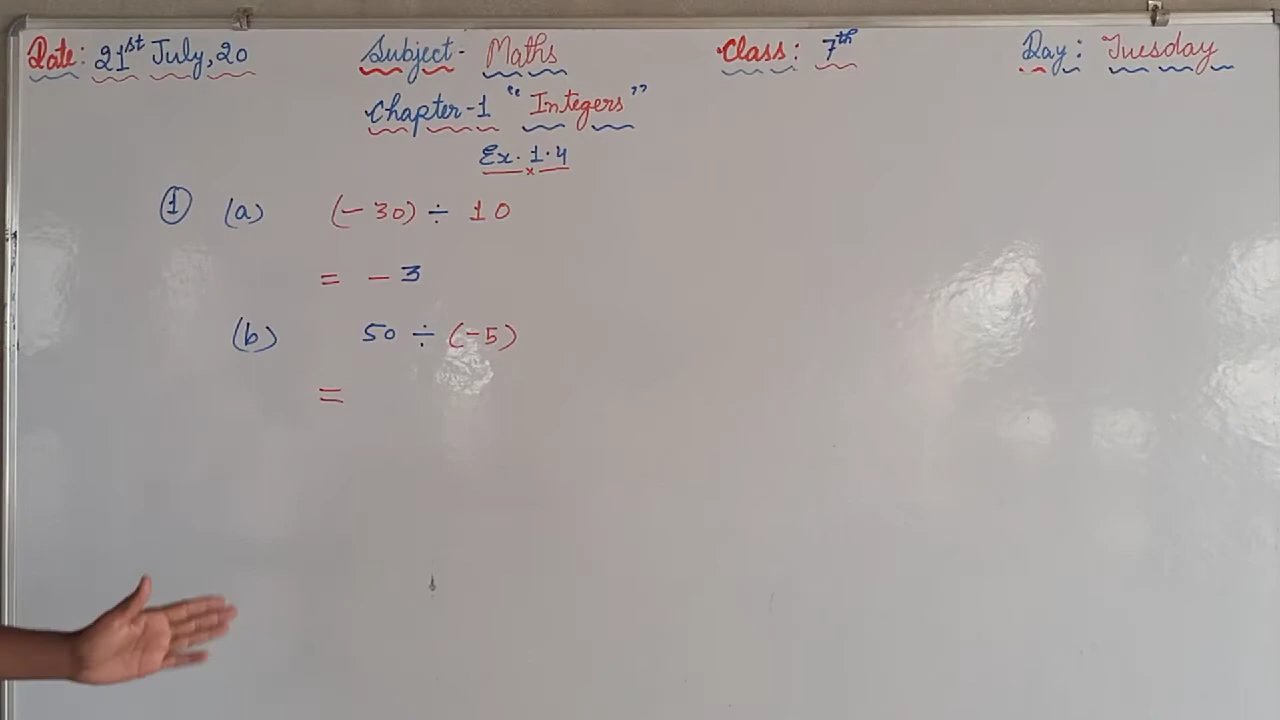 Date: 21st July, 20 Subject- Maths Class: 7th Day: Tuesday
Chapter-1 "Integers"
Ex. 1.4
① (a) (-30) ÷ 10
= -3
(b) 50 ÷ (-5)
=